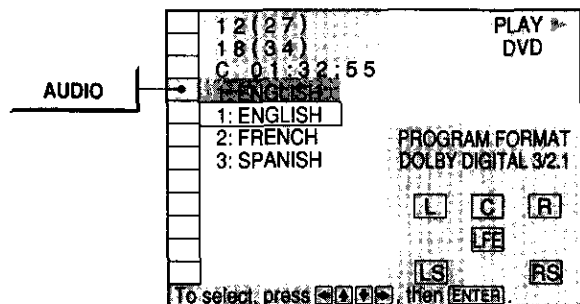 12(27)
18(34)
C 01:32:55
PLAY
DVD
AUDIO
1: ENGLISH
1: ENGLISH
2: FRENCH
3: SPANISH
PROGRAM FORMAT
DOLBY DIGITAL 3/2.1
L C R
LFE
LS RS
To select, press then ENTER